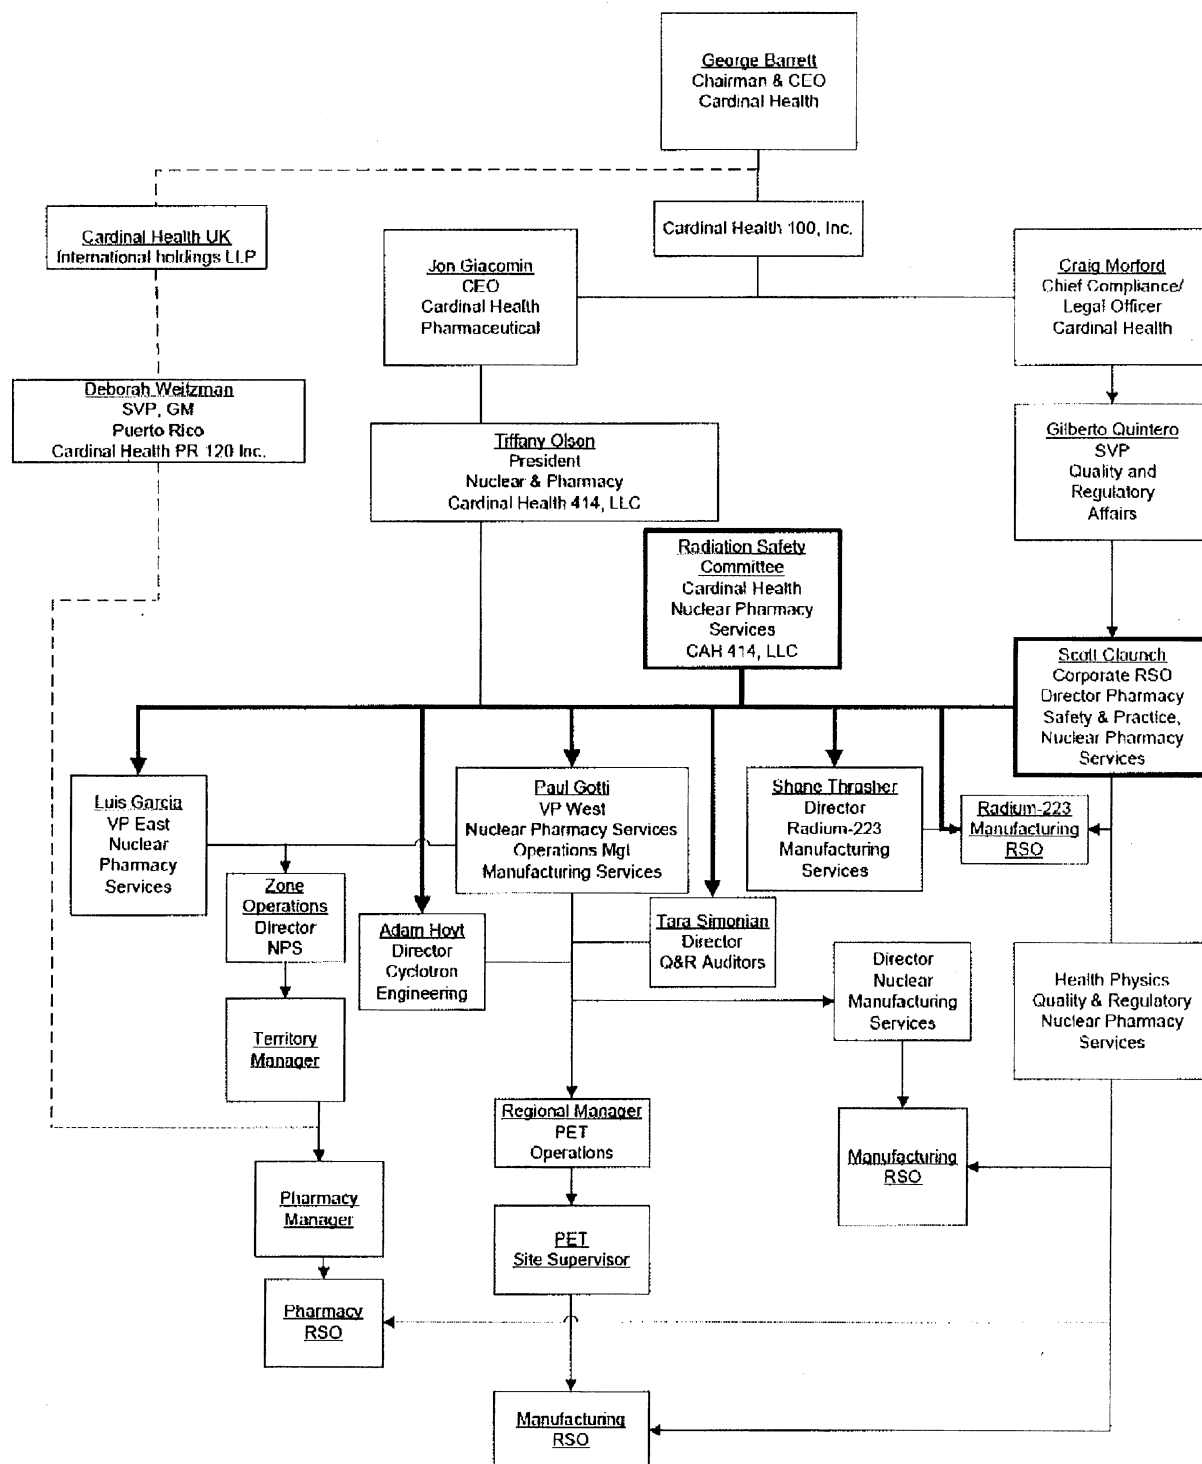 George Barrett
Chairman & CEO
Cardinal Health
Cardinal Health UK
International holdings LLP
Cardinal Health 100, Inc.
Jon Giacomin
CEO
Cardinal Health
Pharmaceutical
Craig Morford
Chief Compliance/
Legal Officer
Cardinal Health
Deborah Weitzman
SVP, GM
Puerto Rico
Cardinal Health PR 120 Inc.
Tiffany Olson
President
Nuclear & Pharmacy
Cardinal Health 414, LLC
Gilberto Quintero
SVP
Quality and
Regulatory
Affairs
Radiation Safety
Committee
Cardinal Health
Nuclear Pharmacy
Services
CAH 414, LLC
Scott Claunch
Corporate RSO
Director Pharmacy
Safety & Practice,
Nuclear Pharmacy
Services
Luis Garcia
VP East
Nuclear
Pharmacy
Services
Paul Gotti
VP West
Nuclear Pharmacy Services
Operations Mgt
Manufacturing Services
Shane Thrasher
Director
Radium-223
Manufacturing
Services
Radium-223
Manufacturing
RSO
Zone
Operations
Director
NPS
Adam Hoyt
Director
Cyclotron
Engineering
Tara Simonian
Director
Q&R Auditors
Director
Nuclear
Manufacturing
Services
Health Physics
Quality & Regulatory
Nuclear Pharmacy
Services
Territory
Manager
Regional Manager
PET
Operations
Manufacturing
RSO
Pharmacy
Manager
PET
Site Supervisor
Pharmacy
RSO
Manufacturing
RSO